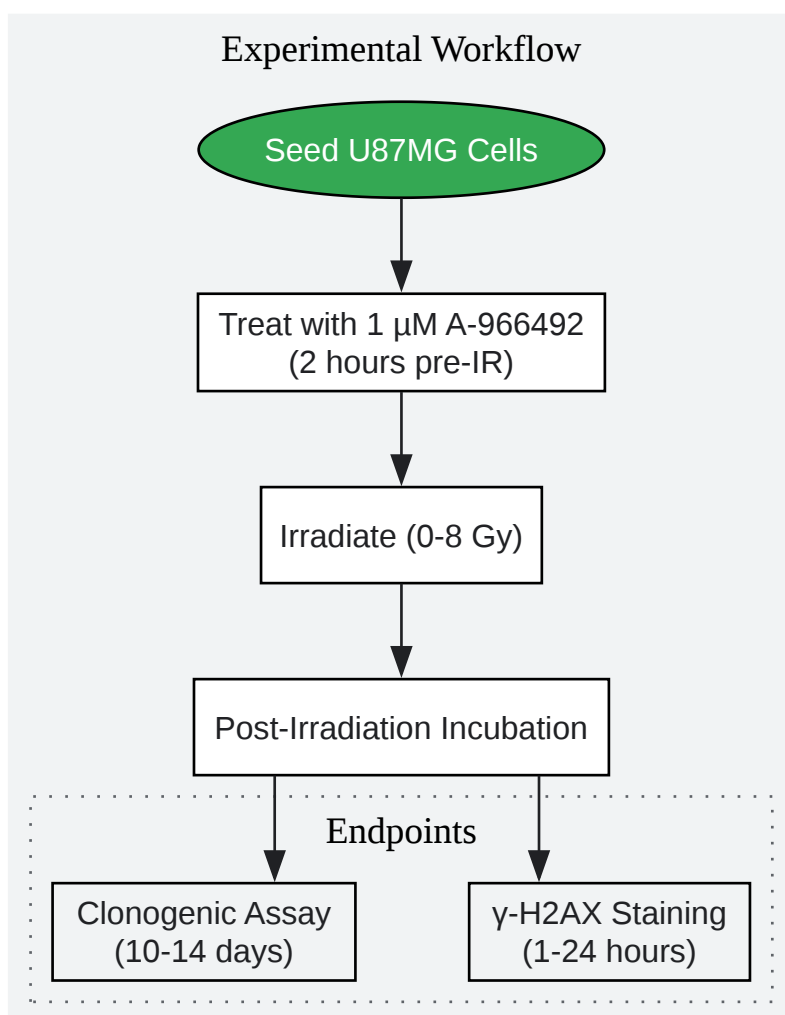 Experimental Workflow
Seed U87MG Cells
Treat with 1 µM A-966492
(2 hours pre-IR)
Irradiate (0-8 Gy)
Post-Irradiation Incubation
Endpoints
Clonogenic Assay
(10-14 days)
γ-H2AX Staining
(1-24 hours)